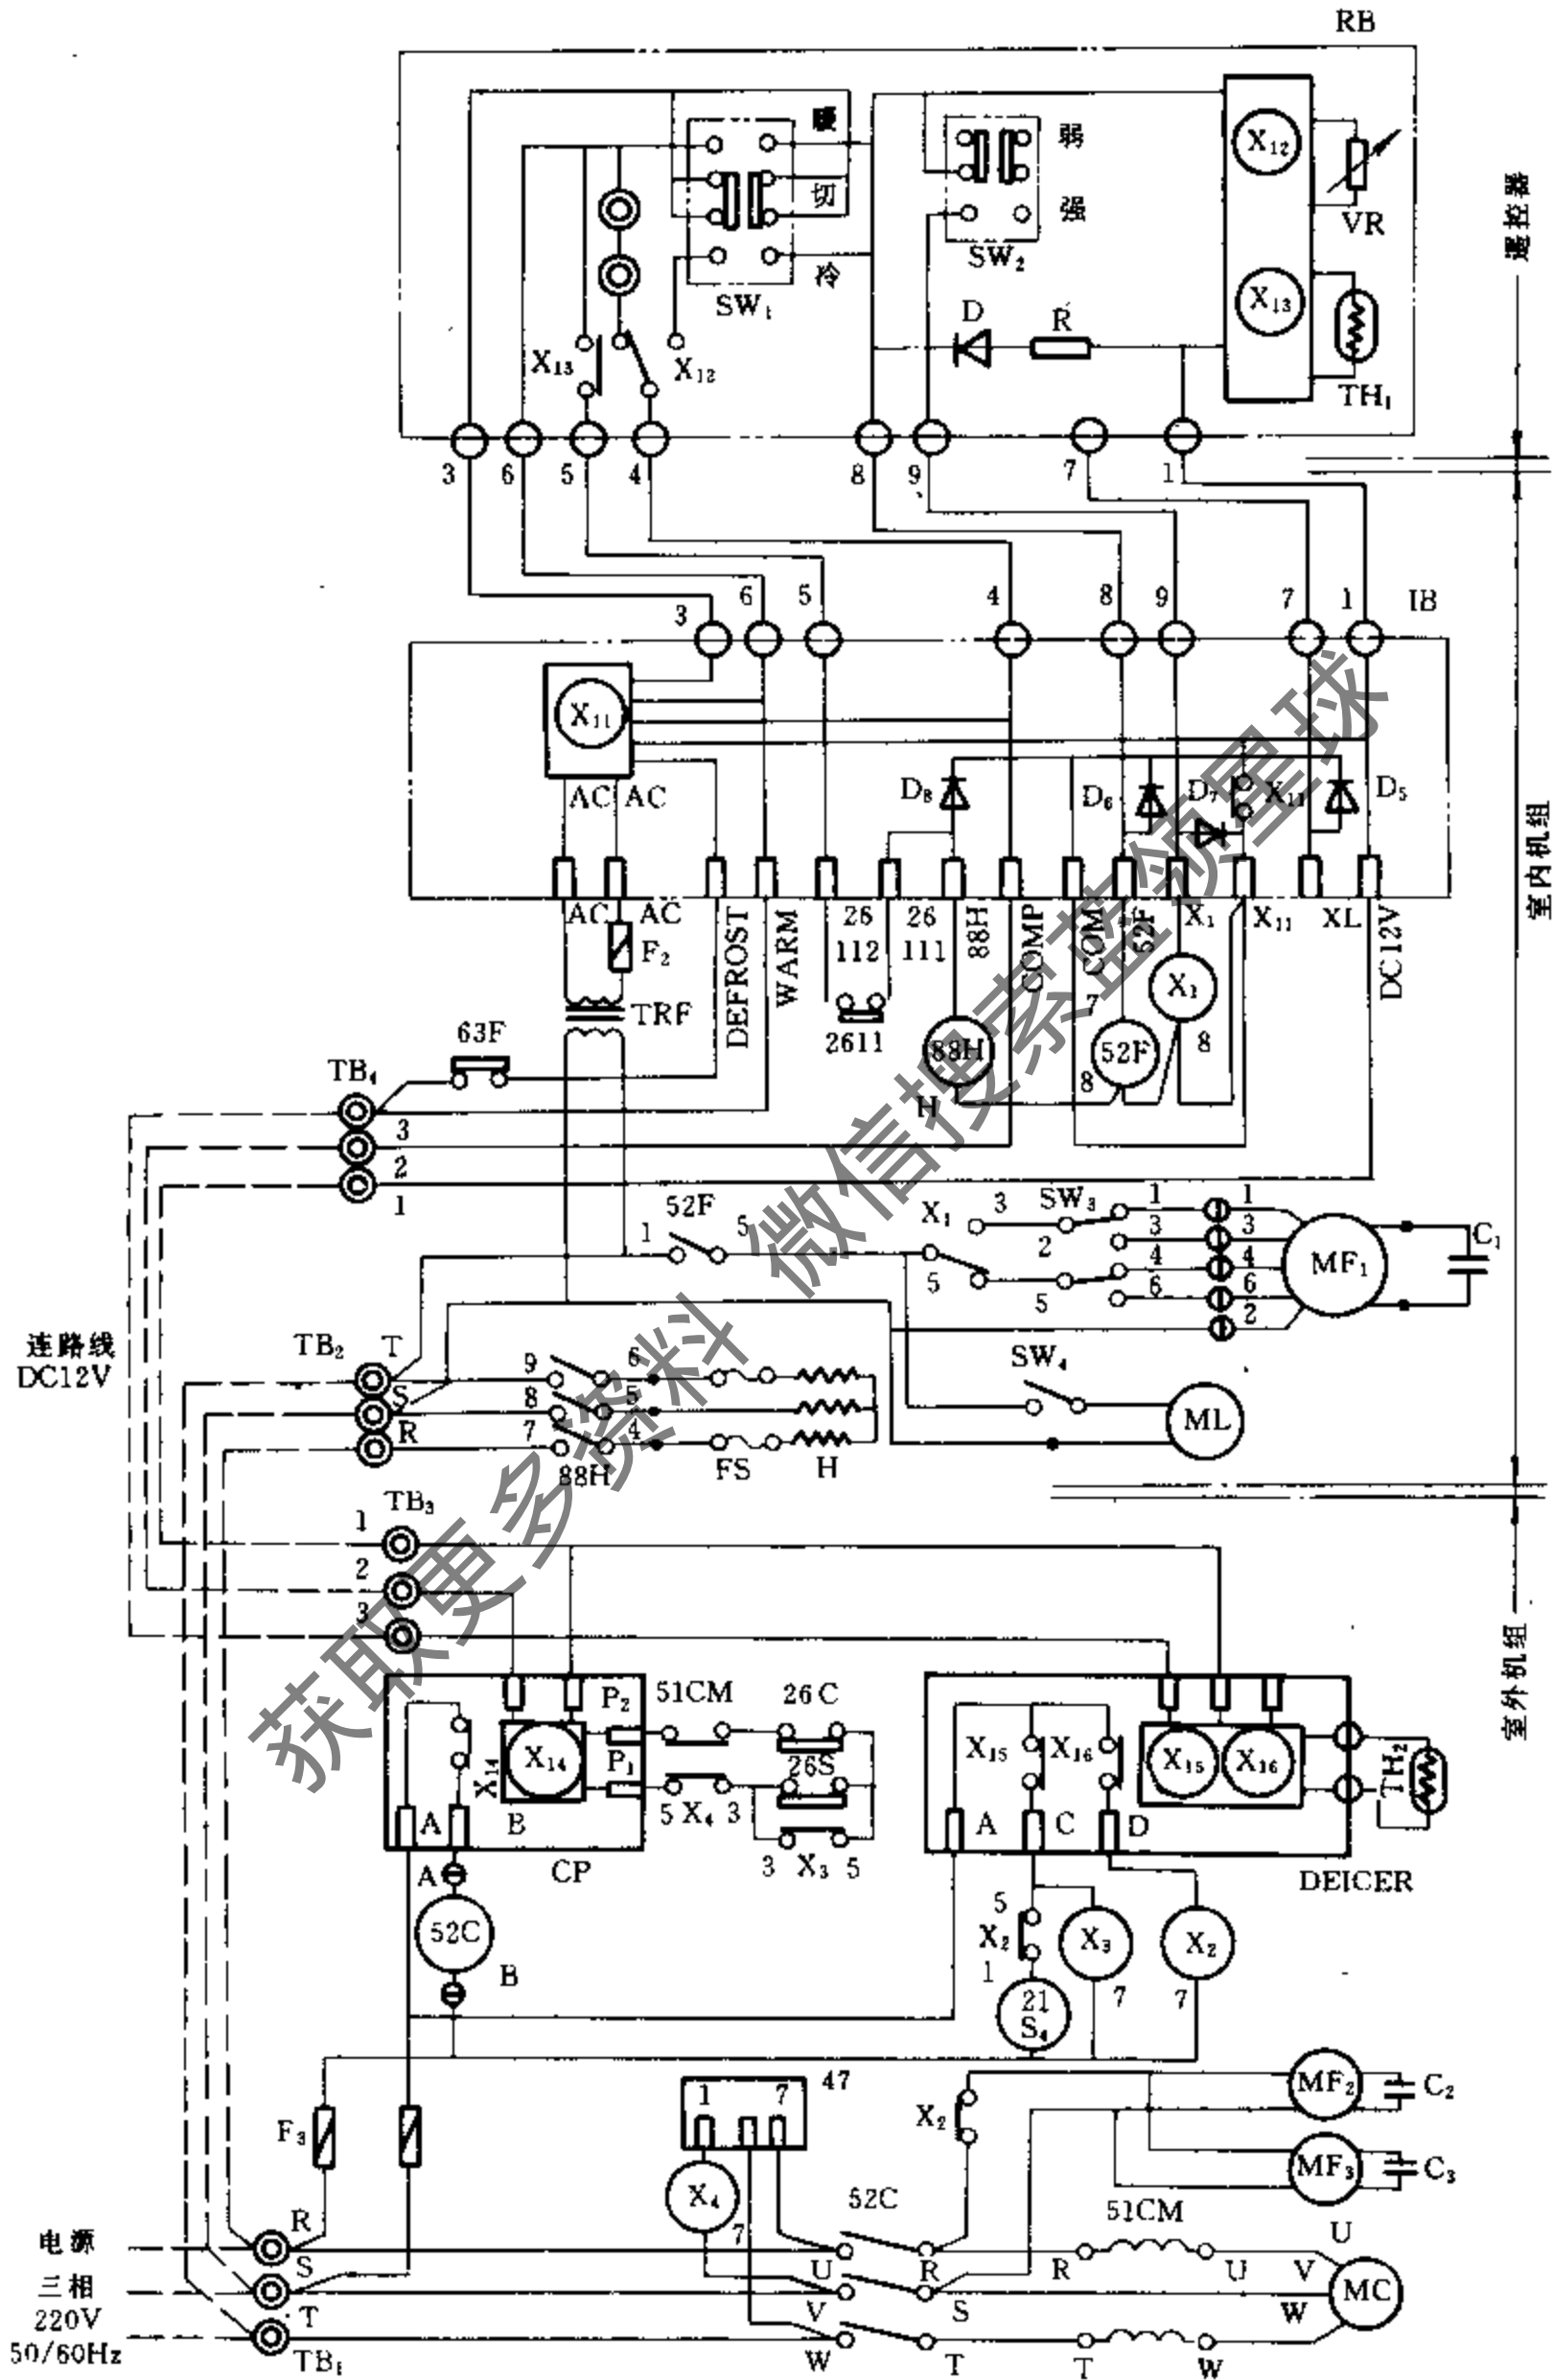 RB
暖
X₁₂
弱
切
强
VR
SW₂
冷
SW₁
D
R
X₁₃
X₁₃
X₁₂
TH₁
遥控器
3
6
5
4
8
9
7
1
3
6
5
4
8
9
7
1
IB
X₁₁
AC
AC
D₈
D₆
D₇
X₁₁
D₅
AC
AC
F₂
DEFROST
WARM
26
112
26
111
88H
COMP
COM
52F
X₁
X₁₁
XL
DC12V
室内机组
TRF
2611
88H
7
52F
X₁
8
8
H
63F
TB₄
3
2
1
52F
1
5
X₁
3
SW₃
1
1
3
3
2
4
4
5
6
6
5
2
MF₁
C₁
连路线
DC12V
TB₂
T
S
R
9
6
8
5
7
4
88H
FS
H
SW₄
ML
TB₃
1
2
3
室外机组
P₂
51CM
26C
X₁₄
X₁₄
P₁
26S
5
X₄
3
A
B
3
X₃
5
CP
X₁₅
X₁₆
X₁₅
X₁₆
TH₂
A
C
D
DEICER
A
52C
B
5
X₂
1
X₃
7
X₂
7
21
S₄
F₃
1
7
47
X₄
7
X₂
MF₂
C₂
MF₃
C₃
52C
51CM
电源
三相
220V
50/60Hz
R
S
T
TB₁
U
R
R
U
U
V
S
V
W
MC
W
T
T
W
获取更多资料 微信搜索蓝领星球